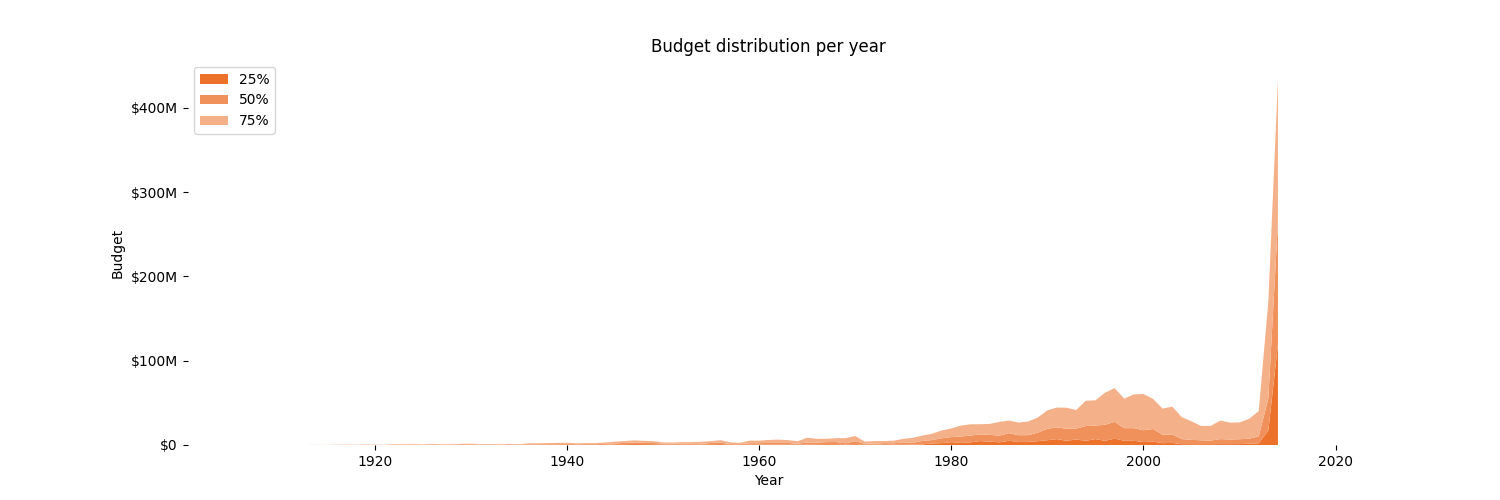 Budget distribution per year
25%
50%
75%
$400M
$300M
$200M
$100M
$0
Budget
1920
1940
1960
1980
2000
2020
Year